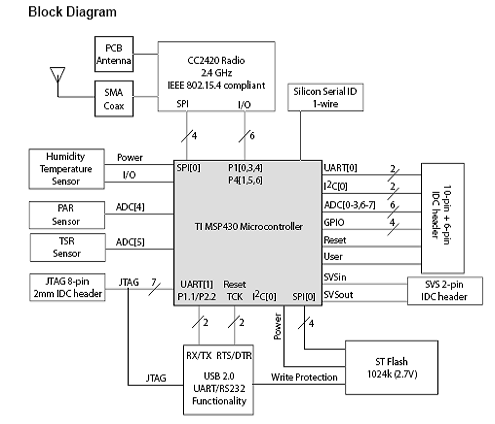 Block Diagram
PCB
Antenna
SMA
Coax
CC2420 Radio
2.4 GHz
IEEE 802.15.4 compliant
SPI I/O
Silicon Serial ID
1-wire
4
6
Humidity
Temperature
Sensor
Power
I/O
PAR
Sensor
ADC[4]
TSR
Sensor
ADC[5]
JTAG 8-pin
2mm IDC header
JTAG
7
SPI[0]
P1[0,3,4]
P4[1,5,6]
TI MSP430 Microcontroller
UART[1] Reset
P1.1/P2.2 TCK I²C[0] SPI[0]
UART[0] 2
I²C[0] 2
ADC[0-3,6-7] 6
GPIO 4
Reset
User
10-pin + 6-pin
IDC header
SVSin
SVSout
SVS 2-pin
IDC header
2
2
Power
4
RX/TX RTS/DTR
USB 2.0
UART/RS232
Functionality
JTAG
Write Protection
ST Flash
1024k (2.7V)